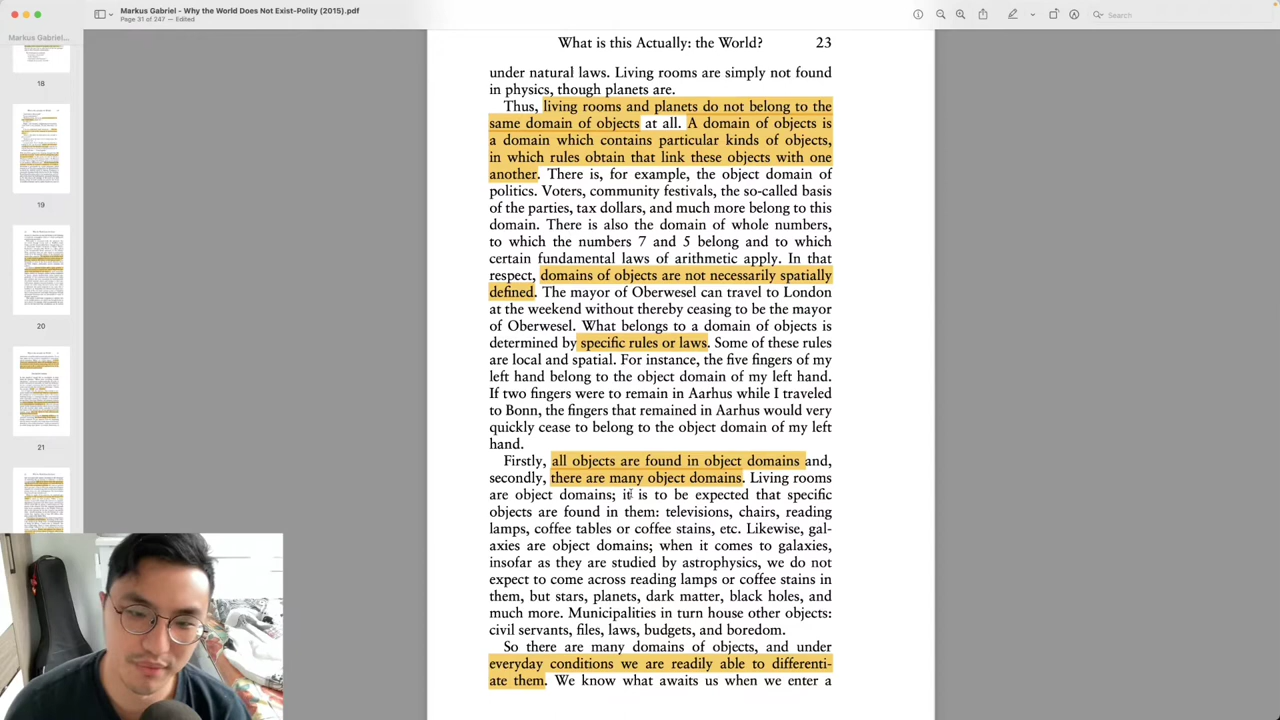 Markus Gabriel - Why the World Does Not Exist-Polity (2015).pdf
Page 31 of 247 — Edited
Search
Markus Gabriel...
18
19
20
21
What is this Actually: the World? 23
under natural laws. Living rooms are simply not found
in physics, though planets are.
Thus, living rooms and planets do not belong to the
same domain of objects at all. A domain of objects is
a domain which contains particular kinds of objects,
in which rules obtain that link these objects with one
another. There is, for example, the object domain of
politics. Voters, community festivals, the so-called basis
of the parties, tax dollars, and much more belong to this
domain. There is also the domain of whole numbers,
to which the numbers 7 and 5 belong and to which
certain fundamental laws of arithmetic apply. In that
respect, domains of objects are not necessarily spatially
defined. The mayor of Oberwesel can travel to London
at the weekend without thereby ceasing to be the mayor
of Oberwesel. What belongs to a domain of objects is
determined by specific rules or laws. Some of these rules
are local and spatial. For instance, the five fingers of my
left hand belong to the object domain of my left hand.
If two fingers were to remain in Aarhus while I traveled
to Bonn, the fingers that remained in Aarhus would very
quickly cease to belong to the object domain of my left
hand.
Firstly, all objects are found in object domains and,
secondly, there are many object domains. Living rooms
are object domains; it is to be expected that specific
objects are found in them: televisions, chairs, reading
lamps, coffee tables or coffee stains, etc. Likewise, gal-
axies are object domains; when it comes to galaxies,
insofar as they are studied by astrophysics, we do not
expect to come across reading lamps or coffee stains in
them, but stars, planets, dark matter, black holes, and
much more. Municipalities in turn house other objects:
civil servants, files, laws, budgets, and boredom.
So there are many domains of objects, and under
everyday conditions we are readily able to differenti-
ate them. We know what awaits us when we enter a